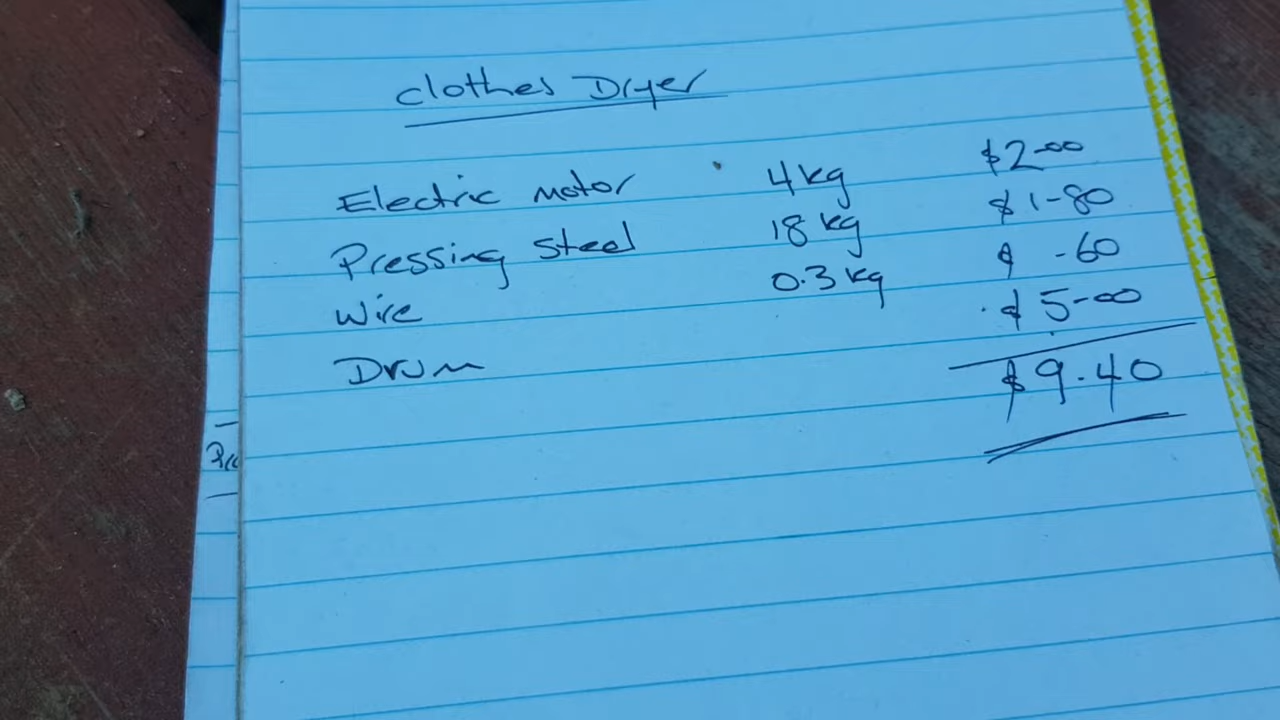 clothes Dryer
Electric motor 4kg $2-00
Pressing steel 18kg $1-80
Wire 0.3kg $ -60
Drum $5-00
$9.40